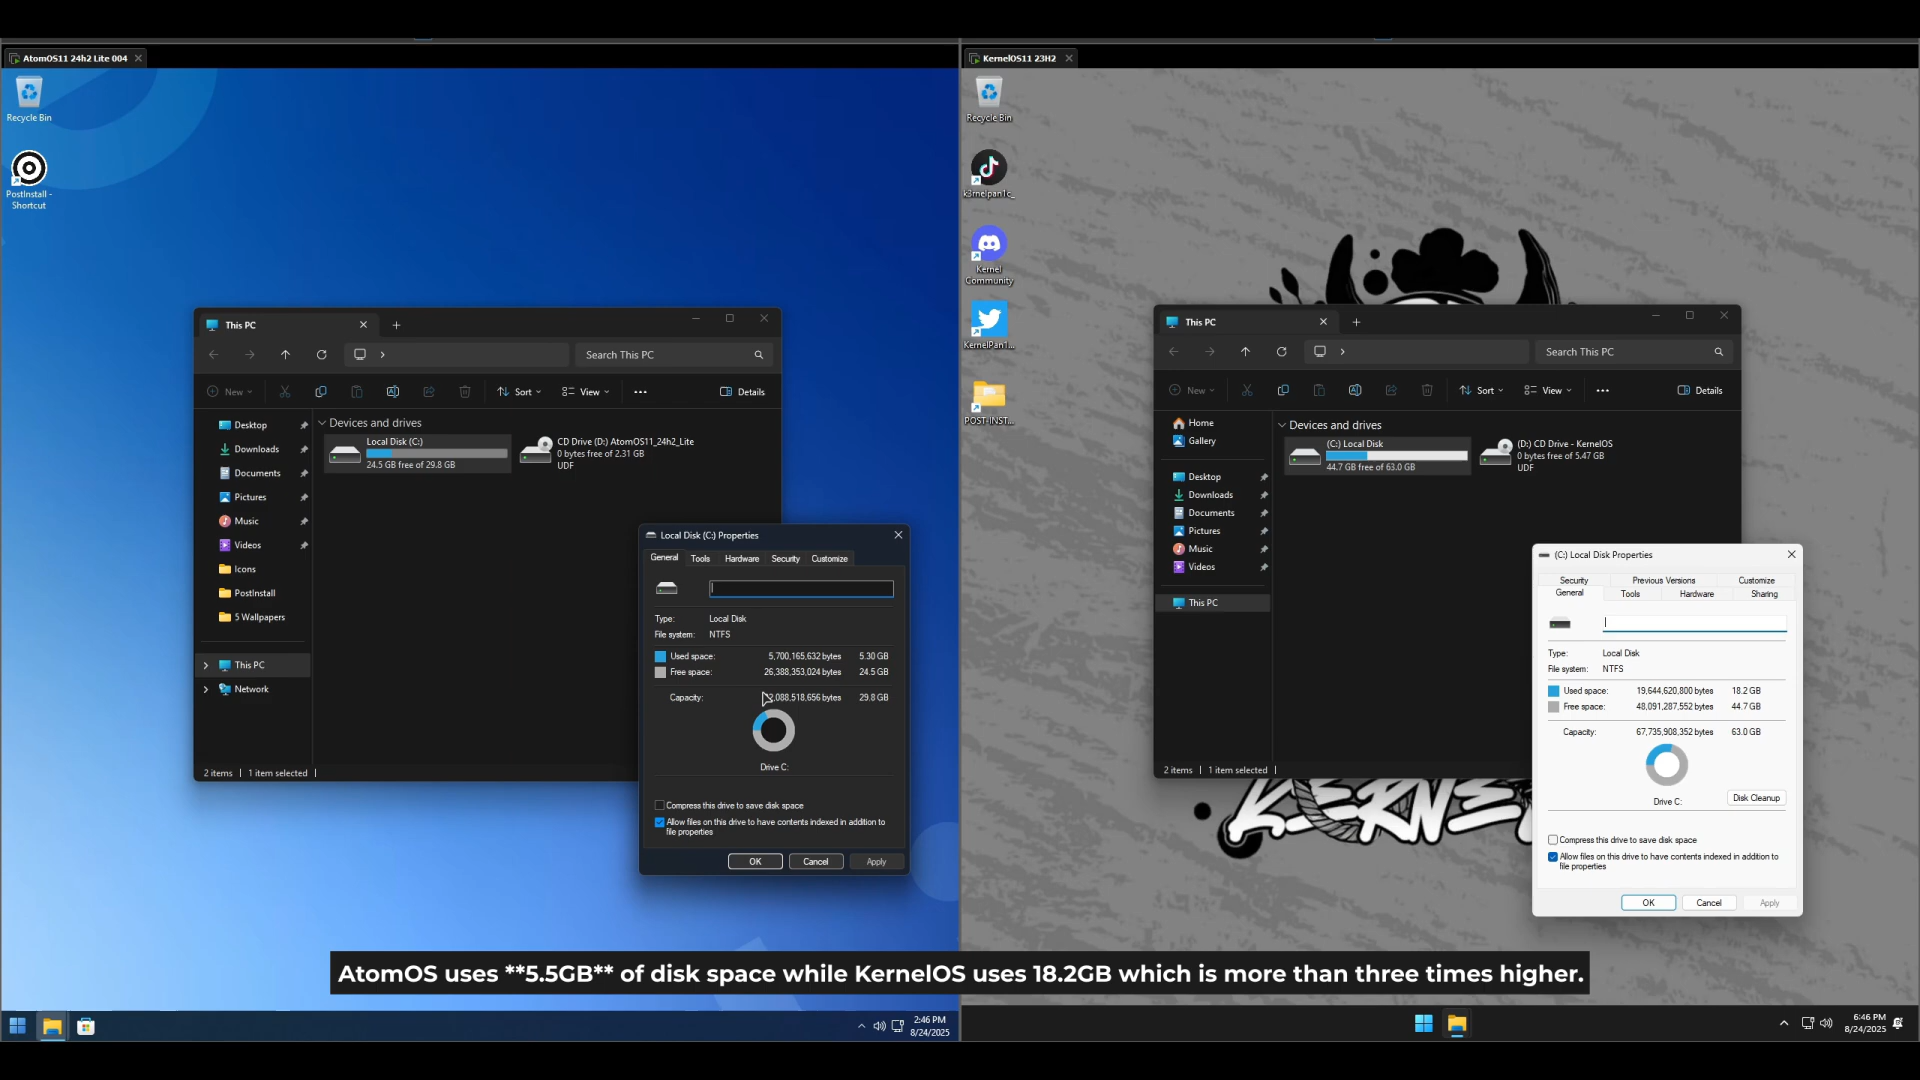 AtomOS11 24h2 Lite 004
Recycle Bin
PostInstall -
Shortcut
This PC
Search This PC
New
Sort
View
Details
Desktop
Downloads
Documents
Pictures
Music
Videos
Icons
PostInstall
5 Wallpapers
This PC
Network
Devices and drives
Local Disk (C:)
24.5 GB free of 29.8 GB
CD Drive (D:) AtomOS11_24h2_Lite
0 bytes free of 2.31 GB
UDF
2 items
1 item selected
Local Disk (C:) Properties
General Tools Hardware Security Customize
Type: Local Disk
File system: NTFS
Used space: 5,700,165,632 bytes 5.30 GB
Free space: 26,388,353,024 bytes 24.5 GB
Capacity: 2,088,518,656 bytes 29.8 GB
Drive C:
Compress this drive to save disk space
Allow files on this drive to have contents indexed in addition to
file properties
OK Cancel Apply
2:46 PM
8/24/2025
KernelOS11 23H2
Recycle Bin
k3rnelpan1c_
Kernel
Community
KernelPan1...
POST-INST...
This PC
Search This PC
New
Sort
View
Details
Home
Gallery
Desktop
Downloads
Documents
Pictures
Music
Videos
This PC
Devices and drives
(C:) Local Disk
44.7 GB free of 63.0 GB
(D:) CD Drive - KernelOS
0 bytes free of 5.47 GB
UDF
2 items
1 item selected
(C:) Local Disk Properties
Security Previous Versions Customize
General Tools Hardware Sharing
Type: Local Disk
File system: NTFS
Used space: 19,644,620,800 bytes 18.2 GB
Free space: 48,091,287,552 bytes 44.7 GB
Capacity: 67,735,908,352 bytes 63.0 GB
Drive C:
Disk Cleanup
Compress this drive to save disk space
Allow files on this drive to have contents indexed in addition to
file properties
OK Cancel Apply
KERNE
6:46 PM
8/24/2025
AtomOS uses **5.5GB** of disk space while KernelOS uses 18.2GB which is more than three times higher.